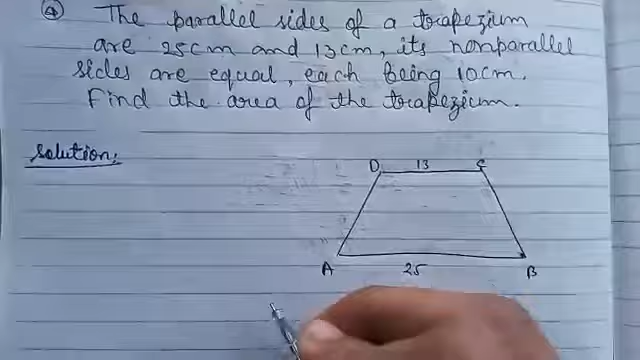 ④ The parallel sides of a trapezium
are 25cm and 13cm, its nonparallel
sides are equal, each being 10cm.
Find the area of the trapezium.
Solution:
D 13 C
A 25 B